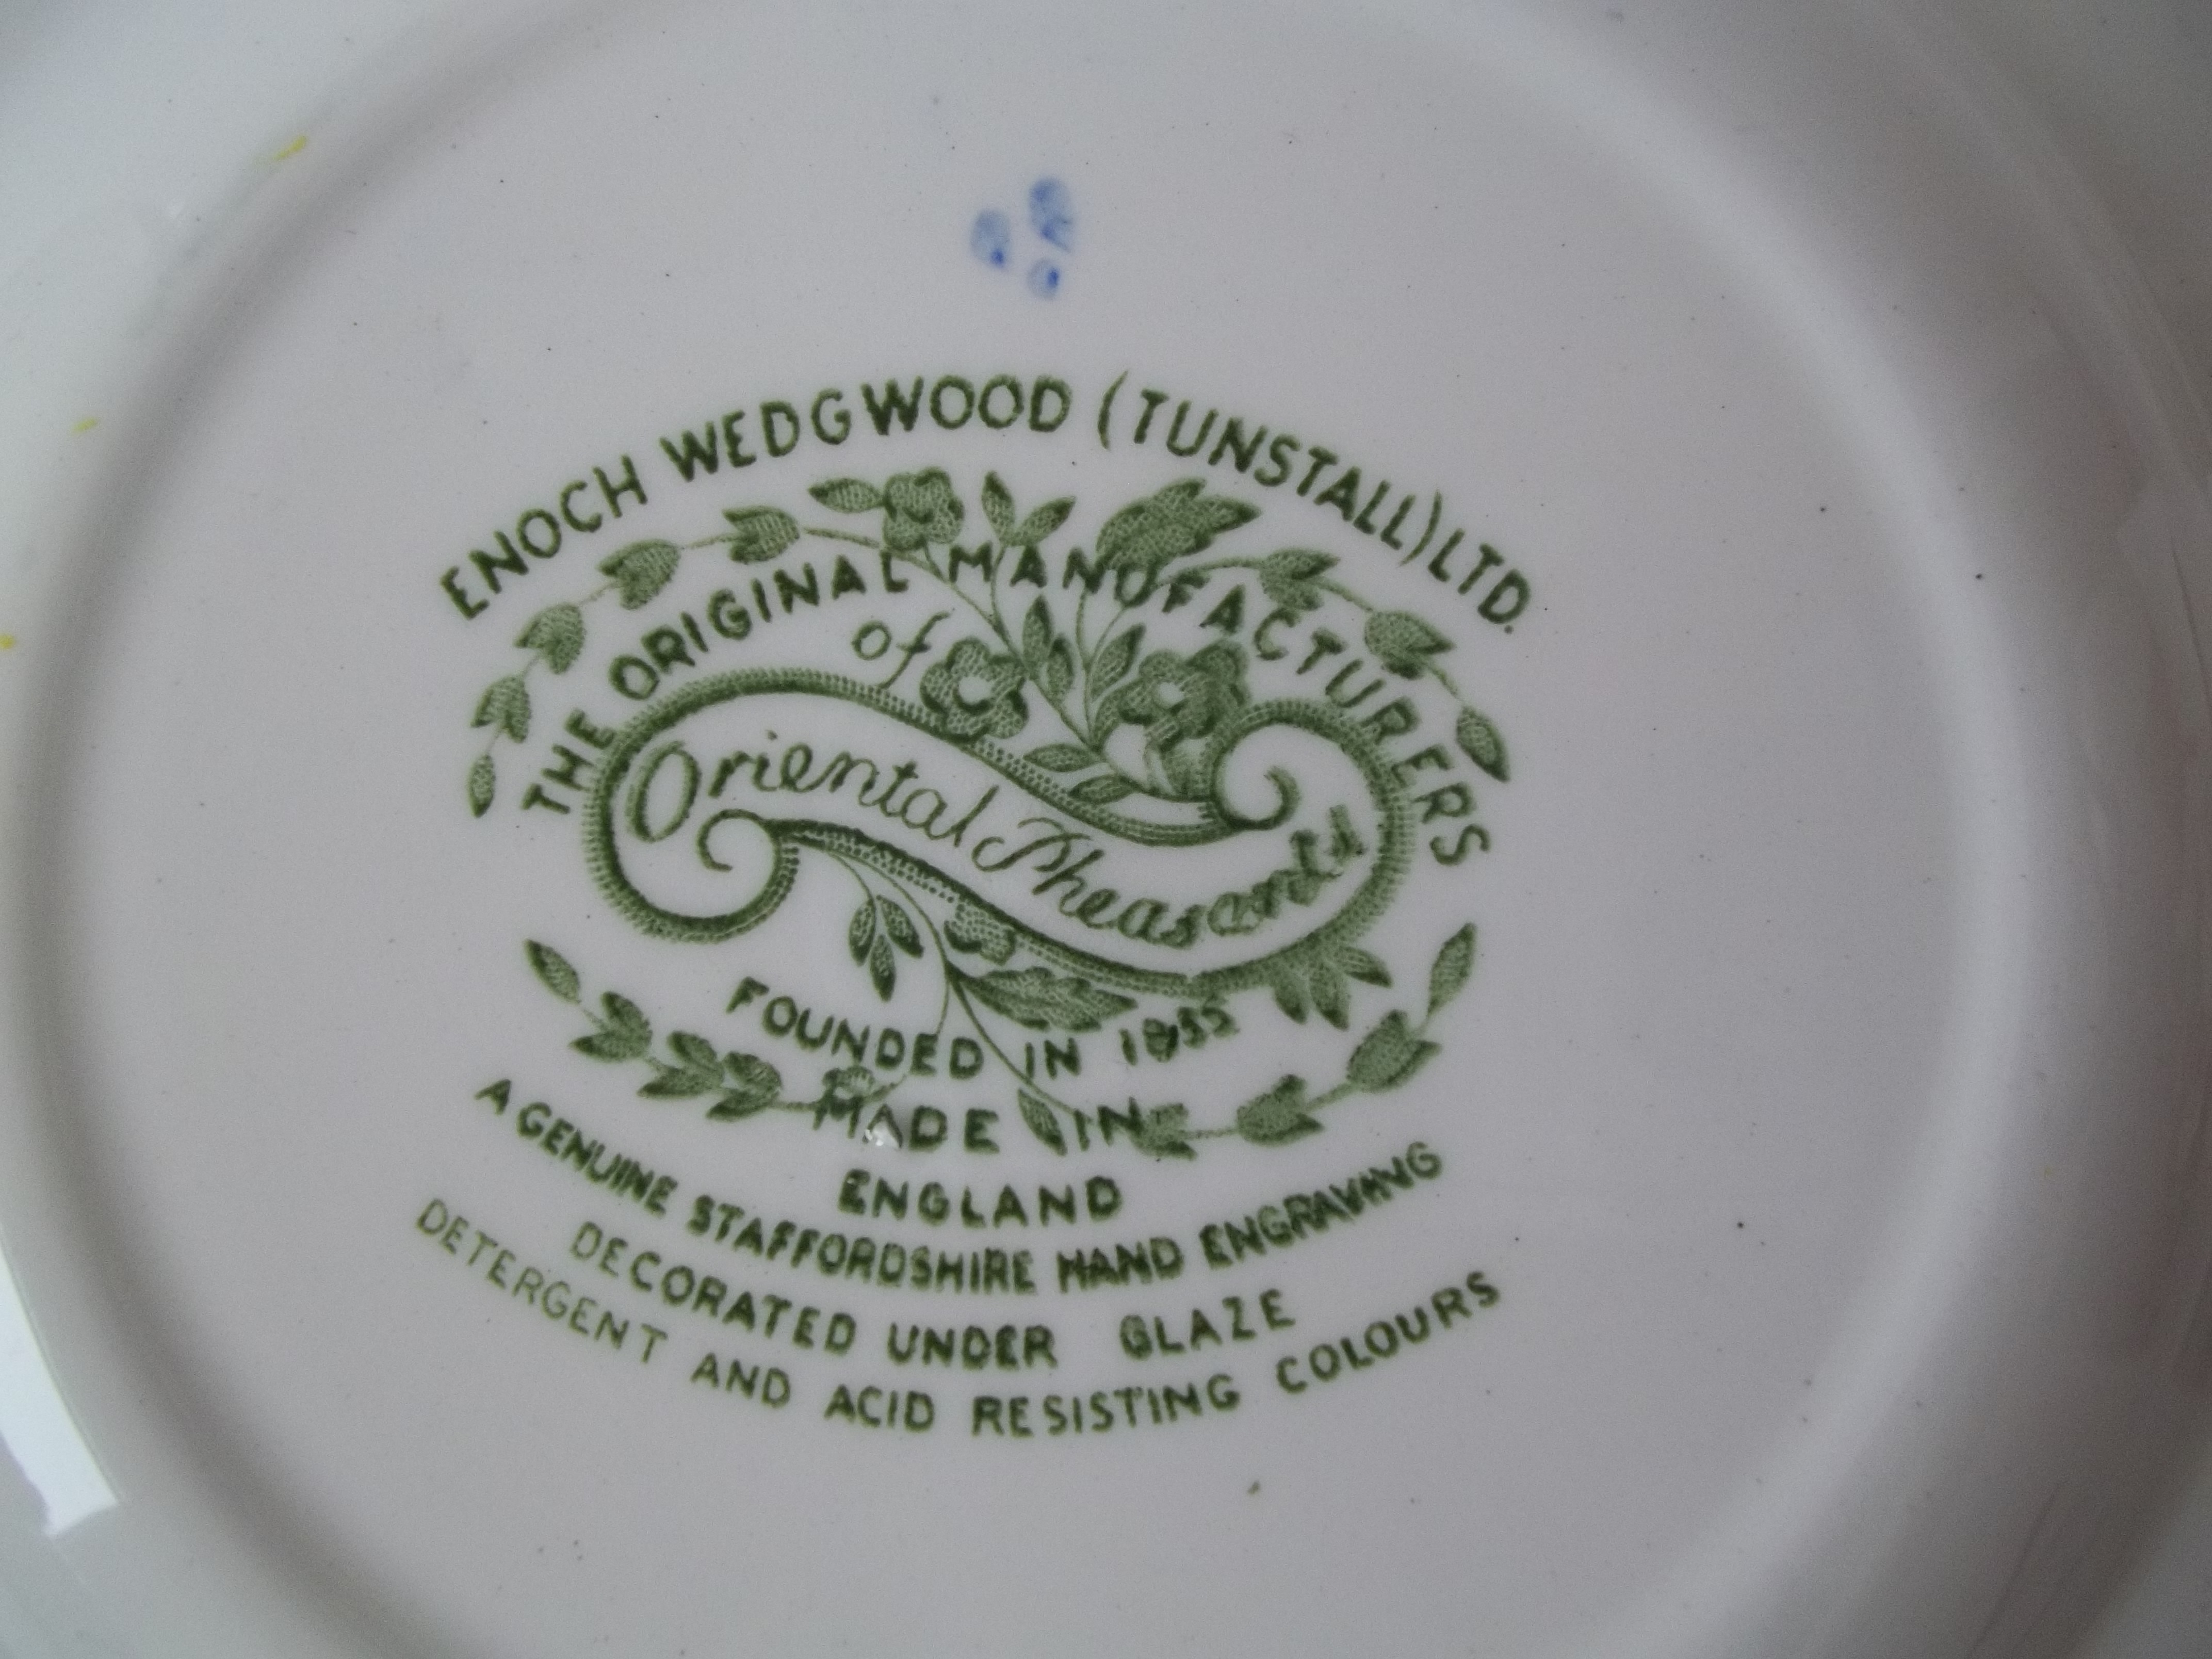 ENOCH WEDGWOOD (TUNSTALL) LTD.
THE ORIGINAL MANUFACTURERS
of
Oriental Pheasants
FOUNDED IN 1835
MADE IN
ENGLAND
A GENUINE STAFFORDSHIRE HAND ENGRAVING
DECORATED UNDER GLAZE
DETERGENT AND ACID RESISTING COLOURS